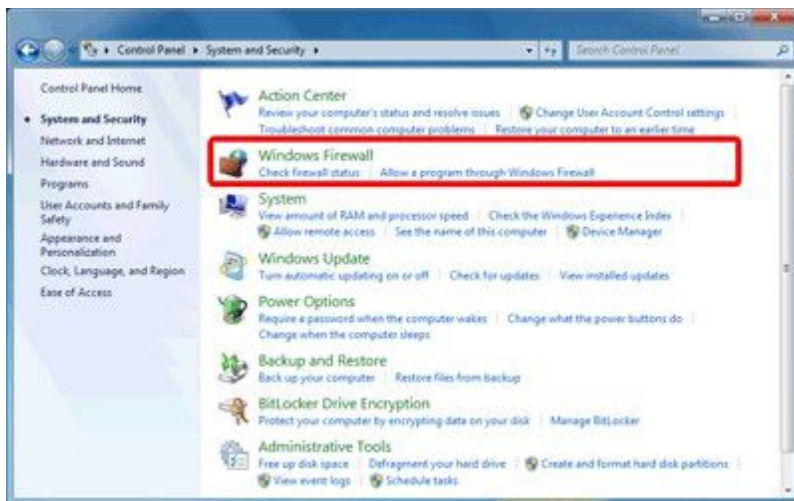 Control Panel ▸ System and Security ▸
Search Control Panel
Control Panel Home
System and Security
Network and Internet
Hardware and Sound
Programs
User Accounts and Family
Safety
Appearance and
Personalization
Clock, Language, and Region
Ease of Access
Action Center
Review your computer's status and resolve issues | Change User Account Control settings
Troubleshoot common computer problems | Restore your computer to an earlier time
Windows Firewall
Check firewall status | Allow a program through Windows Firewall
System
View amount of RAM and processor speed | Check the Windows Experience Index
Allow remote access | See the name of this computer | Device Manager
Windows Update
Turn automatic updating on or off | Check for updates | View installed updates
Power Options
Require a password when the computer wakes | Change what the power buttons do
Change when the computer sleeps
Backup and Restore
Back up your computer | Restore files from backup
BitLocker Drive Encryption
Protect your computer by encrypting data on your disk | Manage BitLocker
Administrative Tools
Free up disk space | Defragment your hard drive | Create and format hard disk partitions
View event logs | Schedule tasks